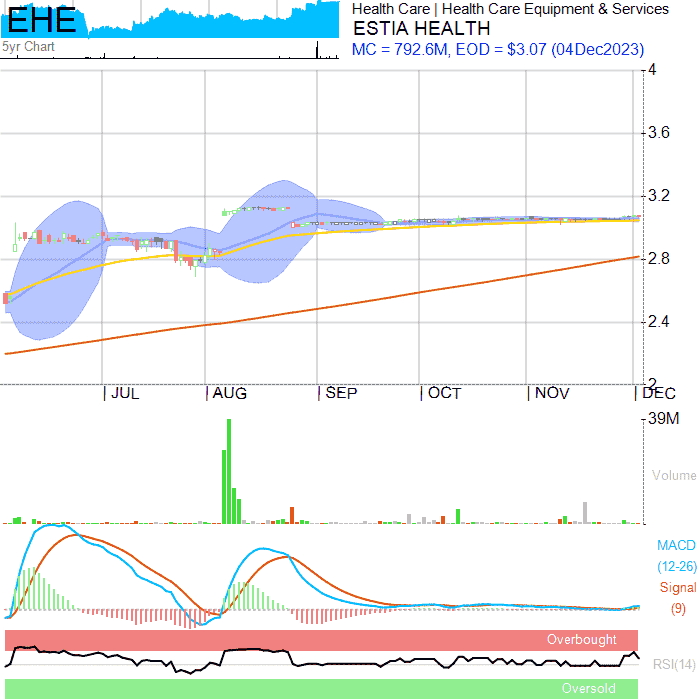 EHE
Health Care | Health Care Equipment & Services
ESTIA HEALTH
5yr Chart
MC = 792.6M, EOD = $3.07 (04Dec2023)
4
3.6
3.2
2.8
2.4
2
JUL
AUG
SEP
OCT
NOV
DEC
39M
Volume
MACD
(12-26)
Signal
(9)
Overbought
RSI(14)
Oversold